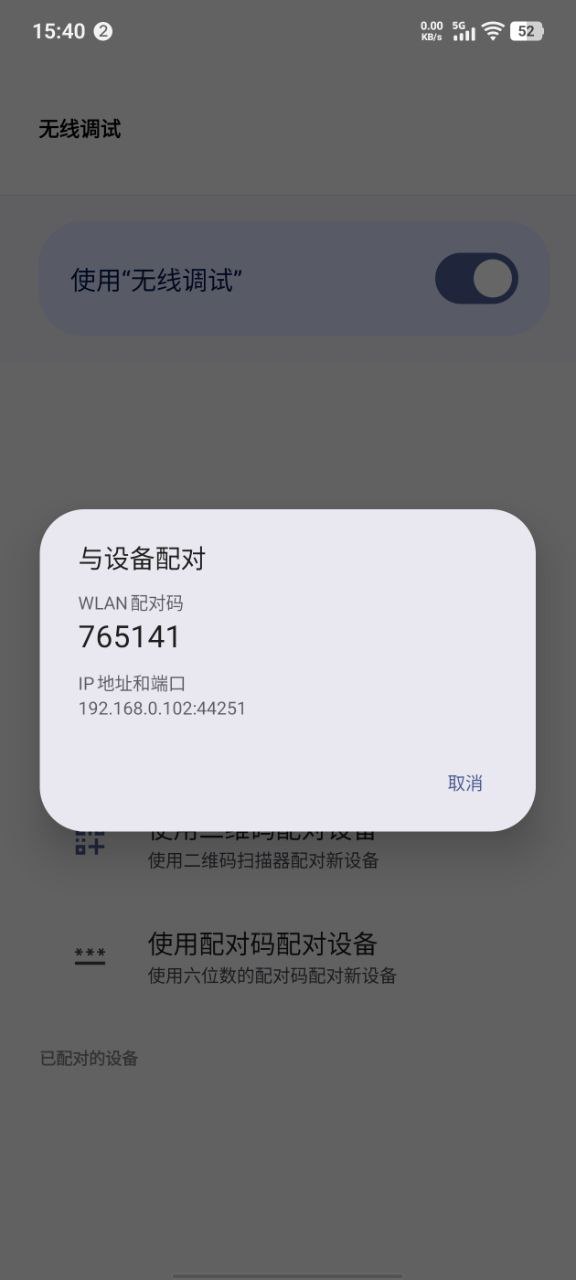 15:40 2 0.00 KB/s 5G 52
无线调试
使用“无线调试”
与设备配对
WLAN 配对码
765141
IP 地址和端口
192.168.0.102:44251
取消
使用二维码配对设备
使用二维码扫描器配对新设备
使用配对码配对设备
使用六位数的配对码配对新设备
已配对的设备